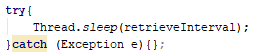 try{
Thread.sleep(retrieveInterval);
}catch (Exception e){};